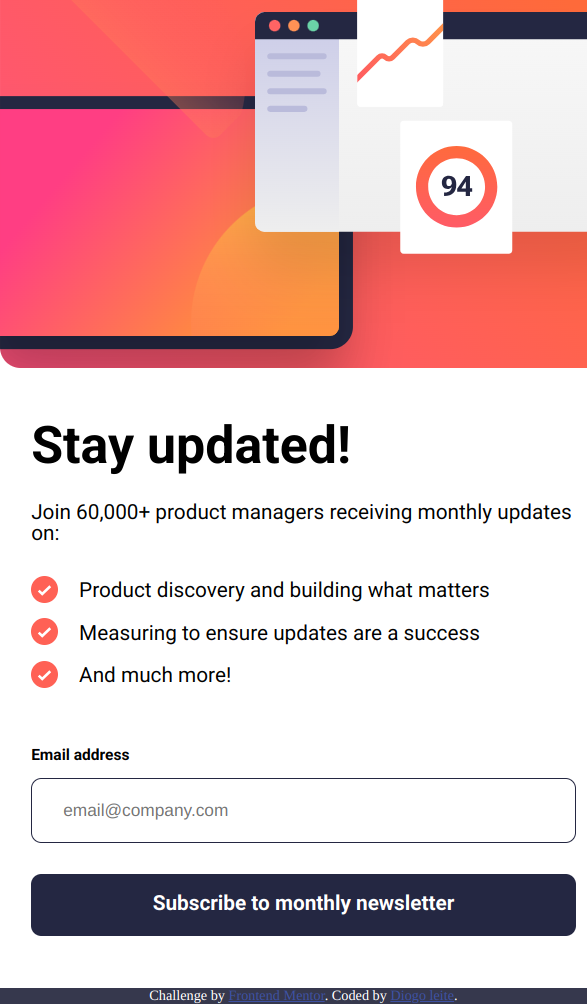 94
Stay updated!
Join 60,000+ product managers receiving monthly updates
on:
Product discovery and building what matters
Measuring to ensure updates are a success
And much more!
Email address
email@company.com
Subscribe to monthly newsletter
Challenge by Frontend Mentor. Coded by Diogo leite.